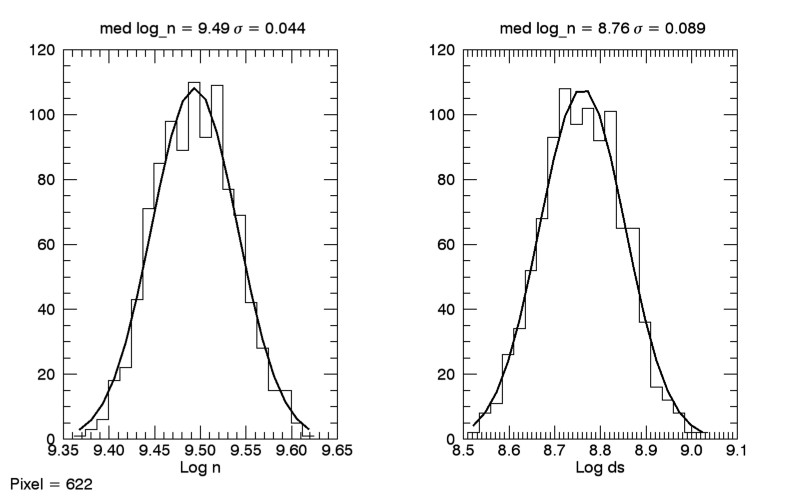 med log_n = 9.49 σ = 0.044
120
100
80
60
40
20
0
9.35 9.40 9.45 9.50 9.55 9.60 9.65
Log n
med log_n = 8.76 σ = 0.089
120
100
80
60
40
20
0
8.5 8.6 8.7 8.8 8.9 9.0 9.1
Log ds
Pixel = 622